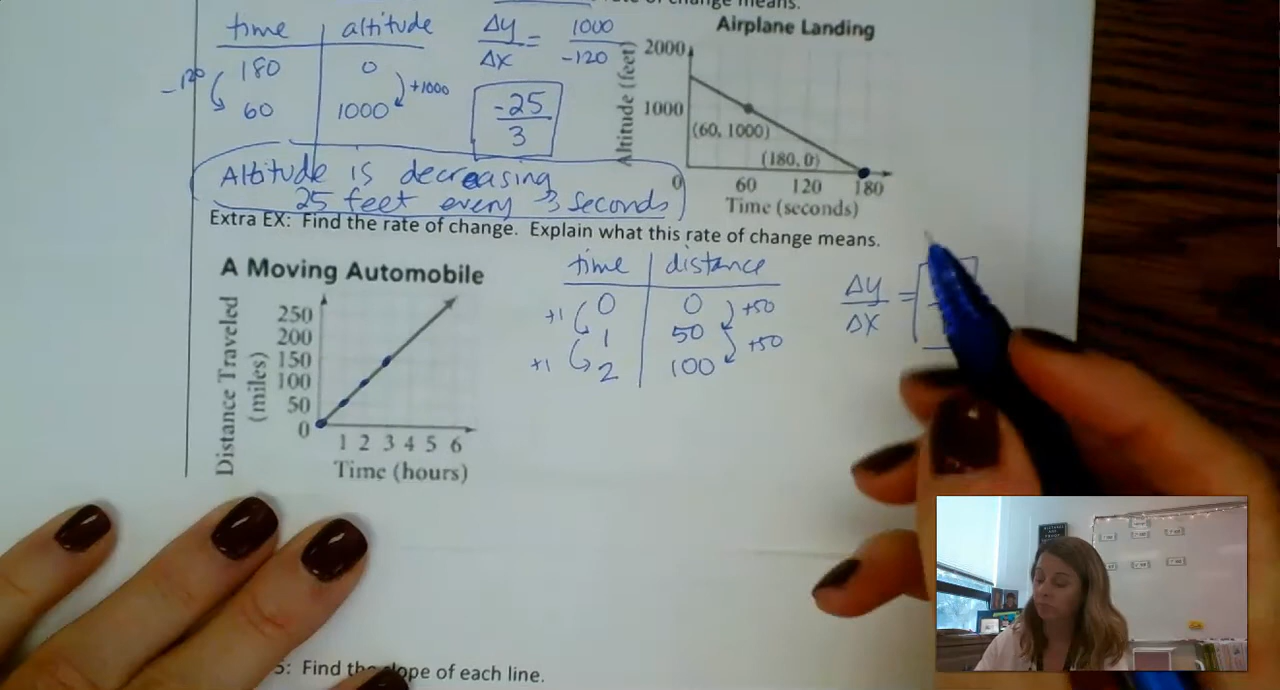 of change means.
time altitude
180 0
60 1000
-120
+1000
Δy/Δx = 1000/-120
-25/3
Altitude is decreasing
25 feet every 3 seconds
Airplane Landing
Altitude (feet)
2000
1000
0
(60, 1000)
(180, 0)
60 120 180
Time (seconds)
Extra EX: Find the rate of change. Explain what this rate of change means.
A Moving Automobile
Distance Traveled
(miles)
250
200
150
100
50
0
1 2 3 4 5 6
Time (hours)
time distance
0 0
1 50
2 100
+1
+1
+50
+50
Δy/Δx =
5: Find the slope of each line.